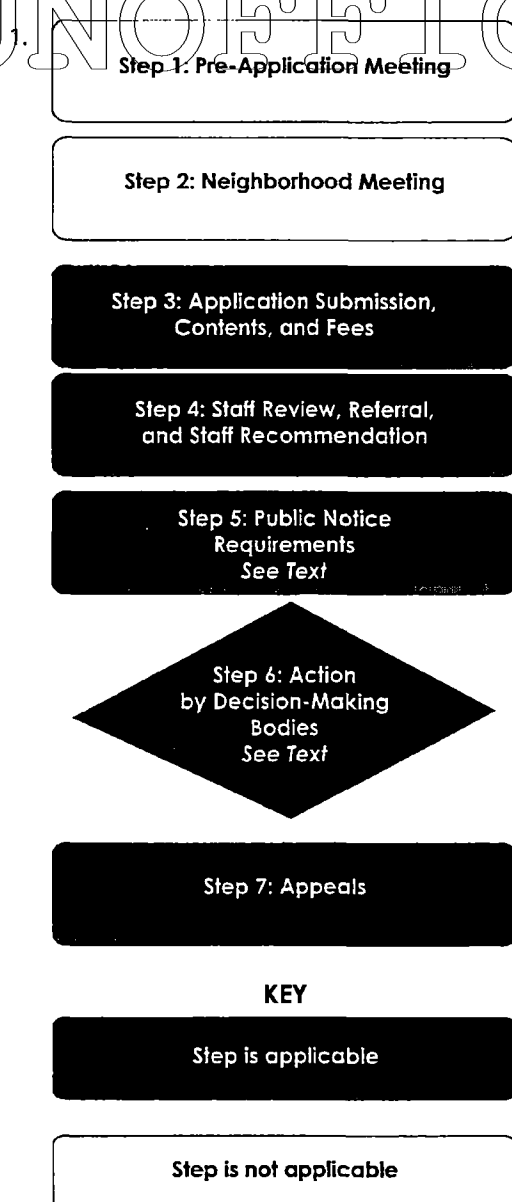 UNOFFIC
1.
Step 1: Pre-Application Meeting
Step 2: Neighborhood Meeting
Step 3: Application Submission,
Contents, and Fees
Step 4: Staff Review, Referral,
and Staff Recommendation
Step 5: Public Notice
Requirements
See Text
Step 6: Action
by Decision-Making
Bodies
See Text
Step 7: Appeals
KEY
Step is applicable
Step is not applicable